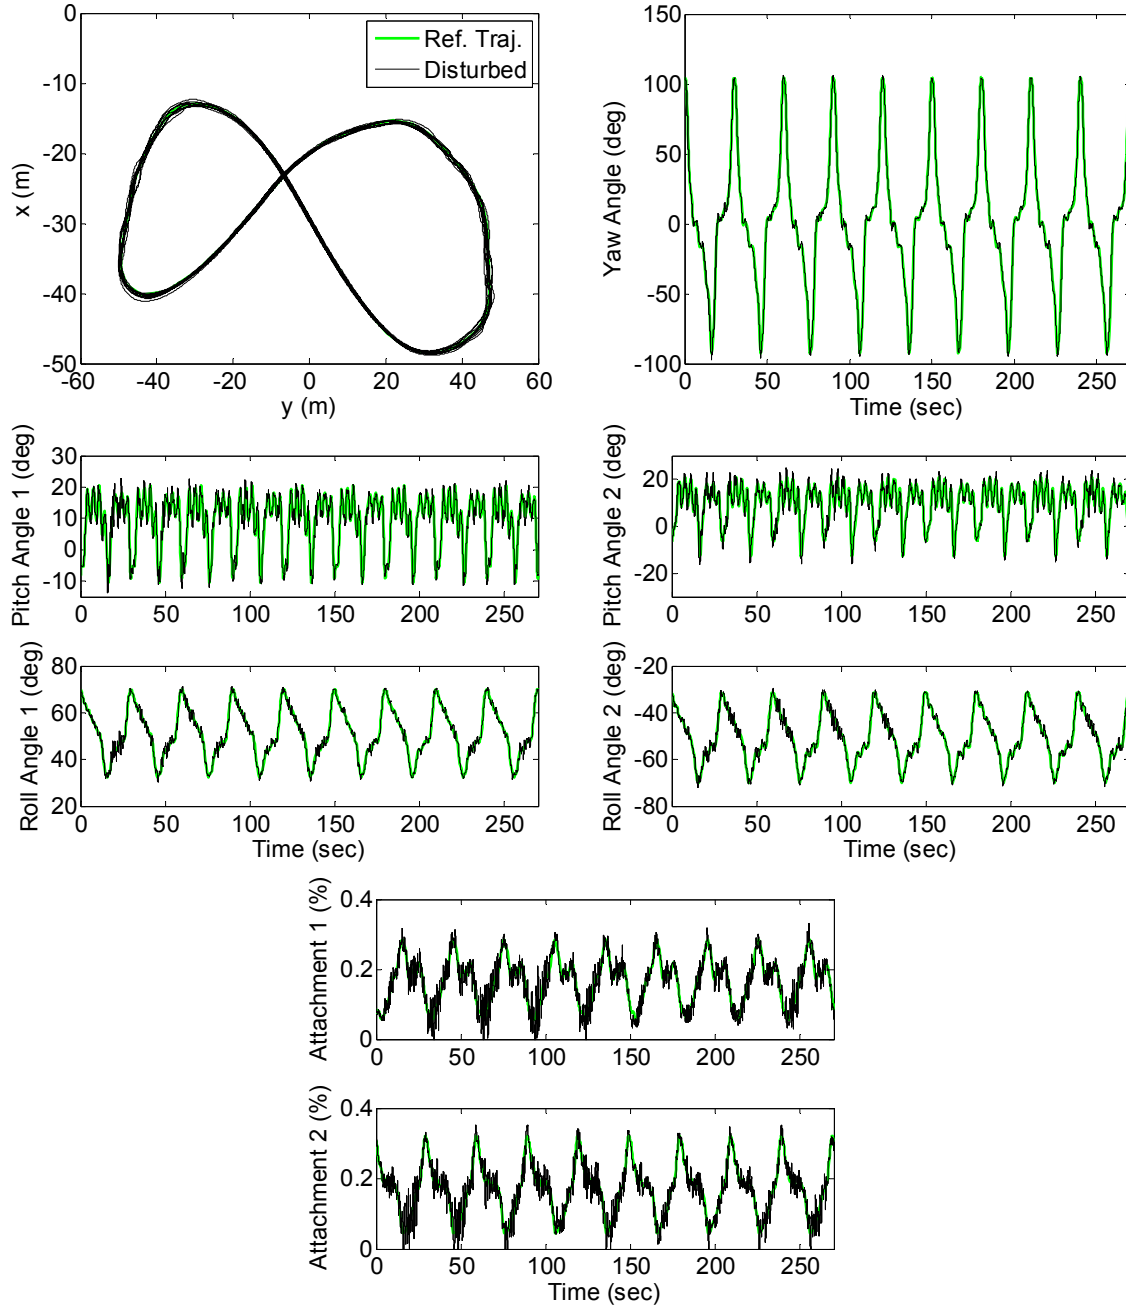 0
-10
-20
-30
-40
-50
x (m)
-60 -40 -20 0 20 40 60
y (m)
Ref. Traj.
Disturbed
150
100
50
0
-50
-100
Yaw Angle (deg)
0 50 100 150 200 250
Time (sec)
30
20
10
0
-10
Pitch Angle 1 (deg)
0 50 100 150 200 250
20
0
-20
Pitch Angle 2 (deg)
0 50 100 150 200 250
80
60
40
20
Roll Angle 1 (deg)
0 50 100 150 200 250
Time (sec)
-20
-40
-60
-80
Roll Angle 2 (deg)
0 50 100 150 200 250
Time (sec)
0.4
0.2
0
Attachment 1 (%)
0 50 100 150 200 250
0.4
0.2
0
Attachment 2 (%)
0 50 100 150 200 250
Time (sec)